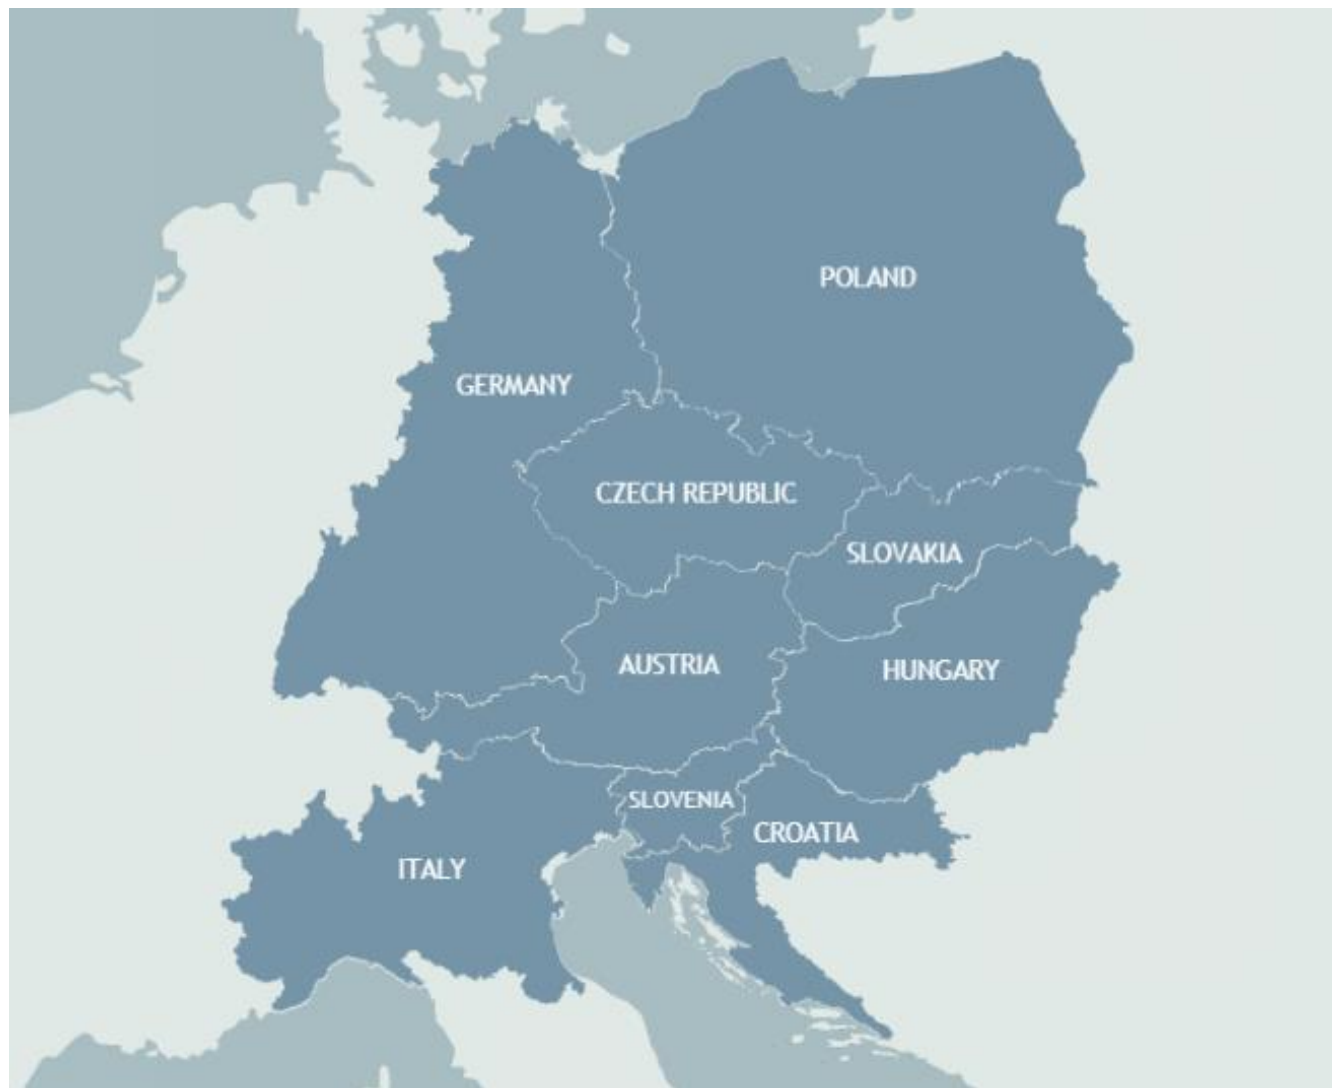 POLAND
GERMANY
CZECH REPUBLIC
SLOVAKIA
AUSTRIA
HUNGARY
SLOVENIA
CROATIA
ITALY